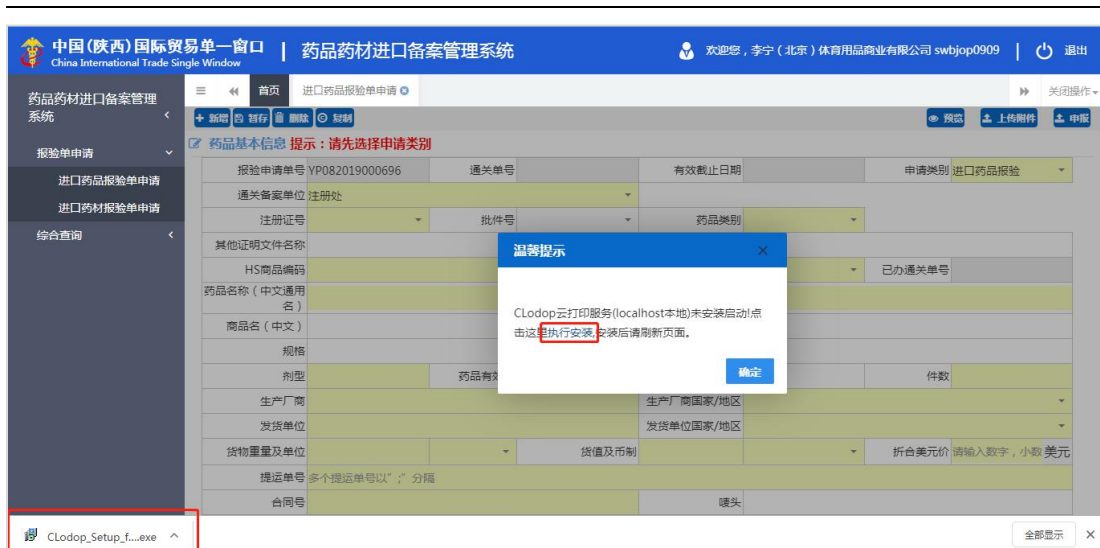 中国(陕西)国际贸易单一窗口 | 药品药材进口备案管理系统 欢迎您,李宁(北京)体育用品商业有限公司 swbjop0909 | 退出
China International Trade Single Window
药品药材进口备案管理系统
报验单申请
进口药品报验单申请
进口药材报验单申请
综合查询
首页 进口药品报验单申请 关闭操作
新增 暂存 删除 复制 预览 上传附件 申报
药品基本信息 提示:请先选择申请类别
报验申请单号 YP082019000696 通关单号 有效截止日期 申请类别 进口药品报验
通关备案单位 注册处
注册证号 批件号 药品类别
其他证明文件名称
HS商品编码 已办通关单号
药品名称(中文通用名)
商品名(中文)
规格
剂型 药品有效 件数
生产厂商 生产厂商国家/地区
发货单位 发货单位国家/地区
货物重量及单位 货值及币制 折合美元价 请输入数字,小数 美元
提运单号 多个提运单号以";"分隔
合同号 唛头
温馨提示
CLodop云打印服务(localhost本地)未安装启动!点
击这里执行安装,安装后请刷新页面。
确定
CLodop_Setup_f....exe 全部显示